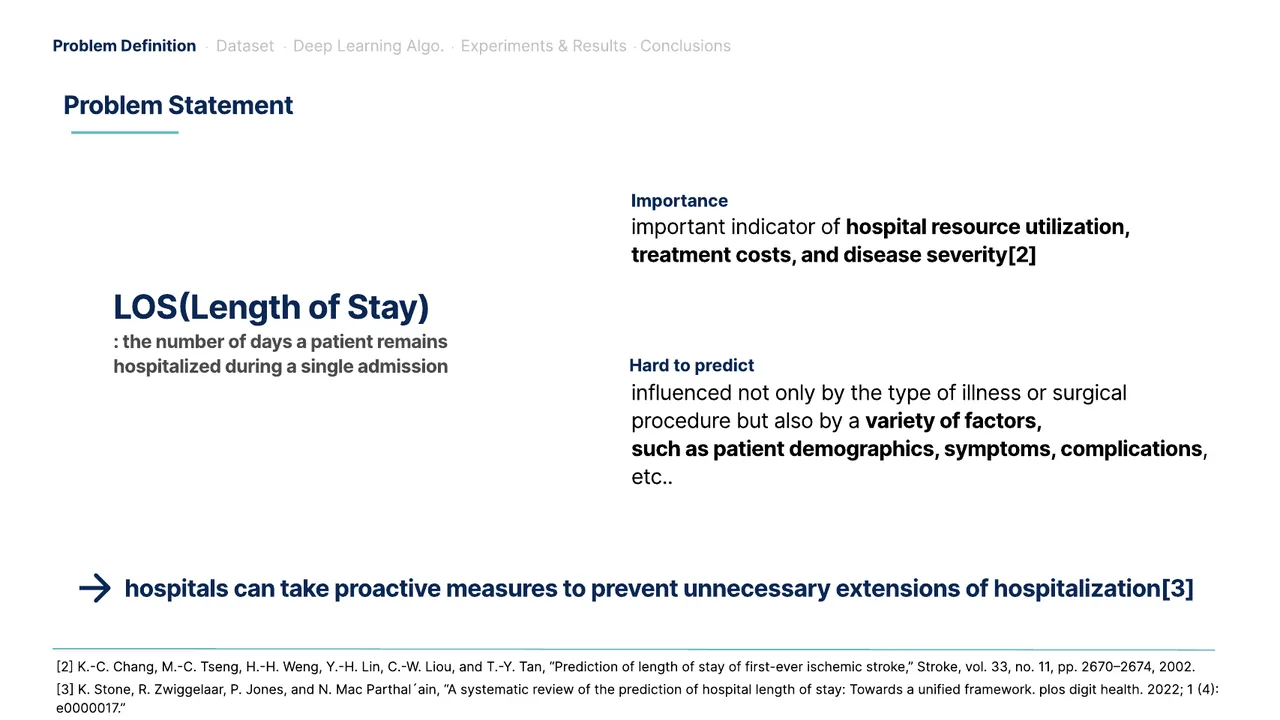 Problem Definition · Dataset · Deep Learning Algo. · Experiments & Results · Conclusions
Problem Statement
LOS(Length of Stay)
: the number of days a patient remains
hospitalized during a single admission
Importance
important indicator of hospital resource utilization,
treatment costs, and disease severity[2]
Hard to predict
influenced not only by the type of illness or surgical
procedure but also by a variety of factors,
such as patient demographics, symptoms, complications,
etc..
→ hospitals can take proactive measures to prevent unnecessary extensions of hospitalization[3]
[2] K.-C. Chang, M.-C. Tseng, H.-H. Weng, Y.-H. Lin, C.-W. Liou, and T.-Y. Tan, “Prediction of length of stay of first-ever ischemic stroke,” Stroke, vol. 33, no. 11, pp. 2670–2674, 2002.
[3] K. Stone, R. Zwiggelaar, P. Jones, and N. Mac Parthal´ain, “A systematic review of the prediction of hospital length of stay: Towards a unified framework. plos digit health. 2022; 1 (4):
e0000017.”